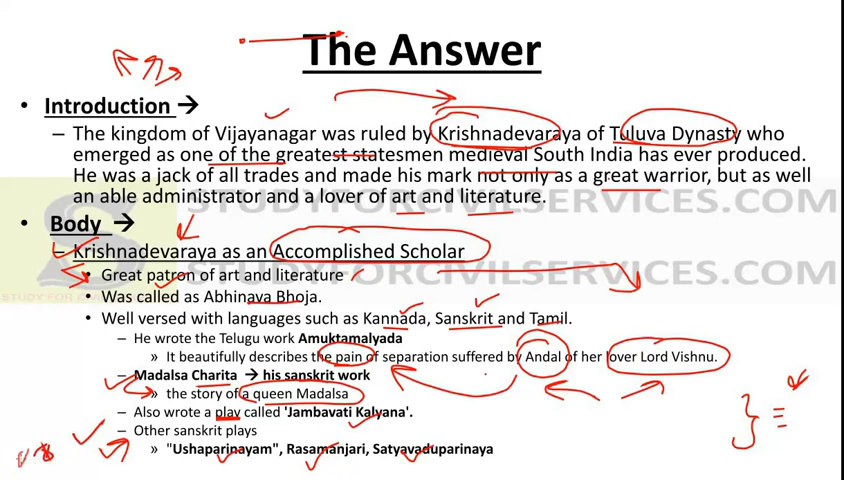 The Answer
• Introduction →
– The kingdom of Vijayanagar was ruled by Krishnadevaraya of Tuluva Dynasty who
emerged as one of the greatest statesmen medieval South India has ever produced.
He was a jack of all trades and made his mark not only as a great warrior, but as well
an able administrator and a lover of art and literature.
STUDYFORCIVILSERVICES.COM
• Body →
– Krishnadevaraya as an Accomplished Scholar
• Great patron of art and literature
STUDYFORCIVILSERVICES.COM
• Was called as Abhinava Bhoja.
• Well versed with languages such as Kannada, Sanskrit and Tamil.
– He wrote the Telugu work Amuktamalyada
» It beautifully describes the pain of separation suffered by Andal of her lover Lord Vishnu.
– Madalsa Charita → his sanskrit work
» the story of a queen Madalsa
– Also wrote a play called 'Jambavati Kalyana'.
– Other sanskrit plays
» "Ushaparinayam", Rasamanjari, Satyavaduparinaya